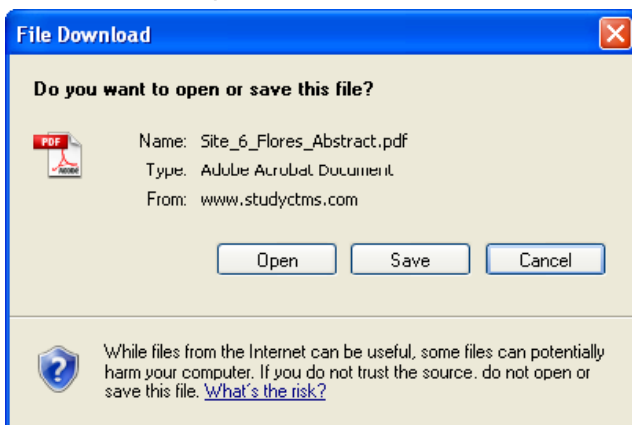 File Download
Do you want to open or save this file?
PDF
Adobe
Name: Site_6_Flores_Abstract.pdf
Type: Adobe Acrobat Document
From: www.studyctms.com
Open Save Cancel
While files from the Internet can be useful, some files can potentially
harm your computer. If you do not trust the source, do not open or
save this file. What's the risk?